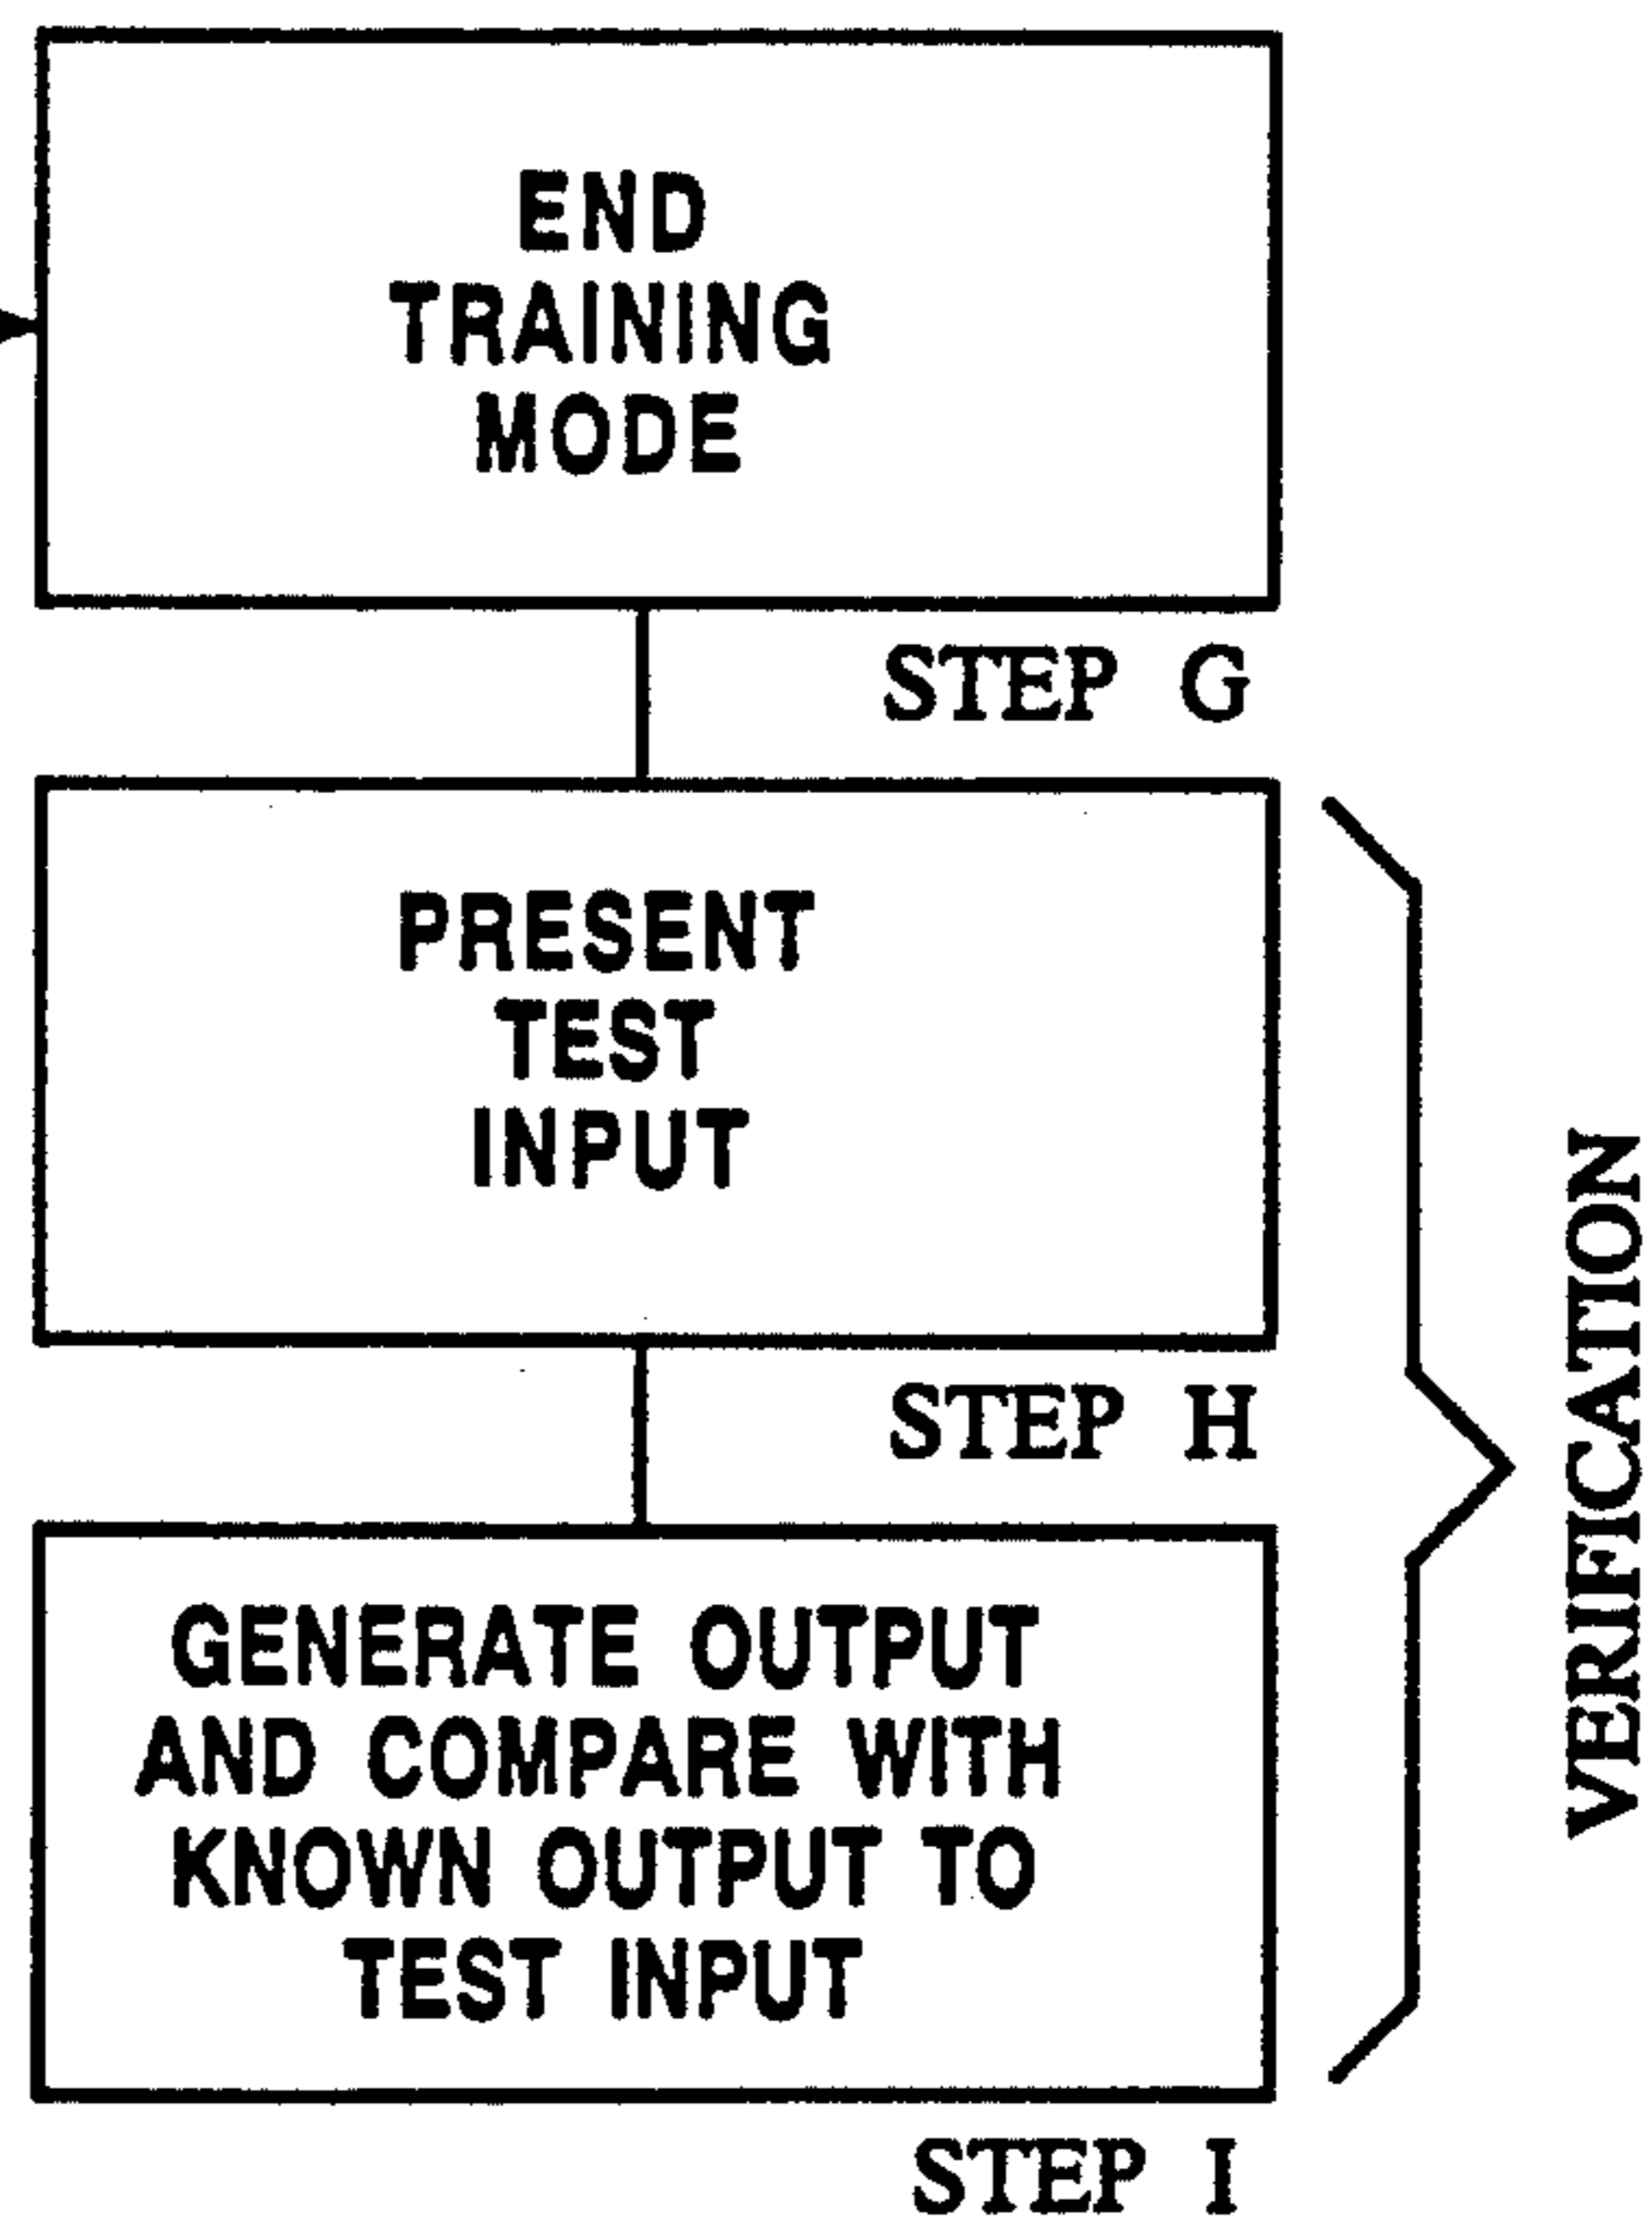 END
TRAINING
MODE
STEP G
PRESENT
TEST
INPUT
STEP H
GENERATE OUTPUT
AND COMPARE WITH
KNOWN OUTPUT TO
TEST INPUT
STEP I
VERIFICATION